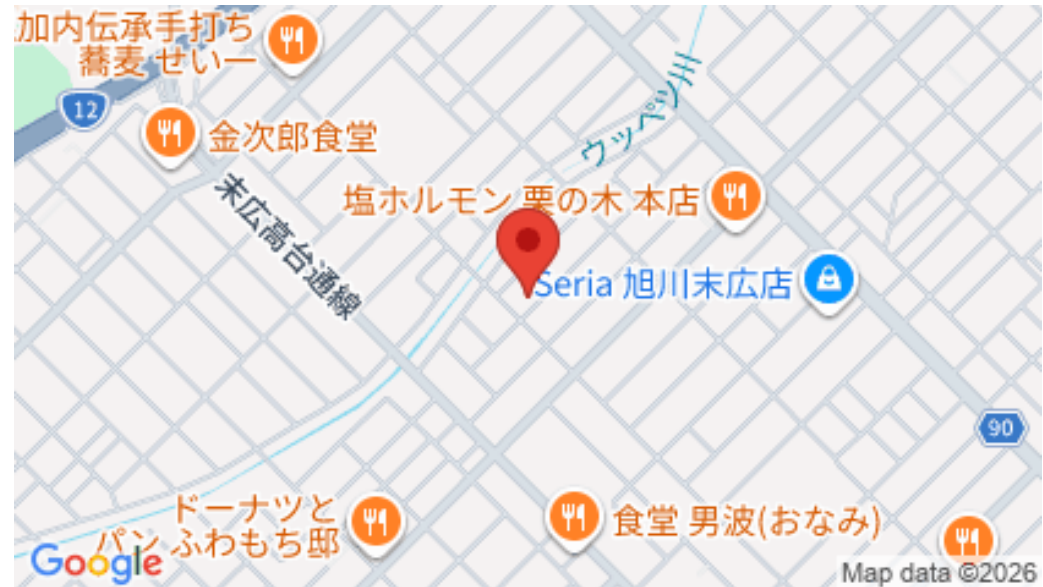 加内伝承手打ち
蕎麦 せいー
12
金次郎食堂
ウッペツ川
塩ホルモン 栗の木 本店
末広高台通線
Seria 旭川末広店
90
ドーナツと
パン ふわもち邸
食堂 男波(おなみ)
Google
Map data ©2026